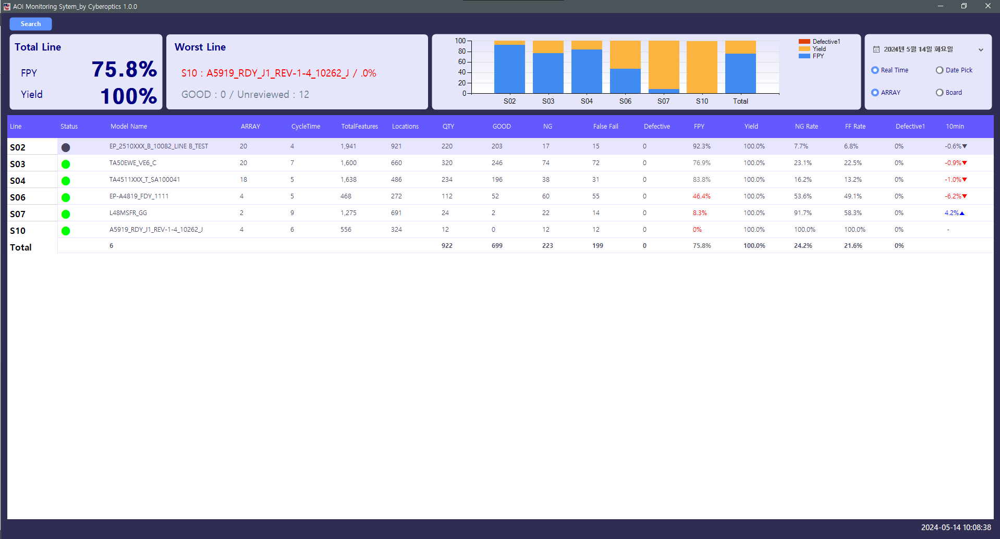 AOI Monitoring Sytem_by Cyberoptics 1.0.0
Search
Total Line
FPY 75.8%
Yield 100%
Worst Line
S10 : A5919_RDY_J1_REV-1-4_10262_J / .0%
GOOD : 0 / Unreviewed : 12
100
80
60
40
20
0
S02 S03 S04 S06 S07 S10 Total
Defective1
Yield
FPY
2024년 5월 14일 화요일
Real Time Date Pick
ARRAY Board
Line Status Model Name ARRAY CycleTime TotalFeatures Locations QTY GOOD NG False Fail Defective FPY Yield NG Rate FF Rate Defective1 10min
S02 EP_2510XXX_B_10082_LINE B_TEST 20 4 1,941 921 220 203 17 15 0 92.3% 100.0% 7.7% 6.8% 0% -0.6%▼
S03 TA50EWE_VE6_C 20 7 1,600 660 320 246 74 72 0 76.9% 100.0% 23.1% 22.5% 0% -0.9%▼
S04 TA4511XXX_T_SA100041 18 5 1,638 486 234 196 38 31 0 83.8% 100.0% 16.2% 13.2% 0% -1.0%▼
S06 EP-A4819_FDY_1111 4 5 468 272 112 52 60 55 0 46.4% 100.0% 53.6% 49.1% 0% -6.2%▼
S07 L48MSFR_GG 2 9 1,275 691 24 2 22 14 0 8.3% 100.0% 91.7% 58.3% 0% 4.2%▲
S10 A5919_RDY_J1_REV-1-4_10262_J 4 6 556 324 12 0 12 12 0 0% 100.0% 100.0% 100.0% 0% -
Total 6 922 699 223 199 0 75.8% 100.0% 24.2% 21.6% 0%
2024-05-14 10:08:38